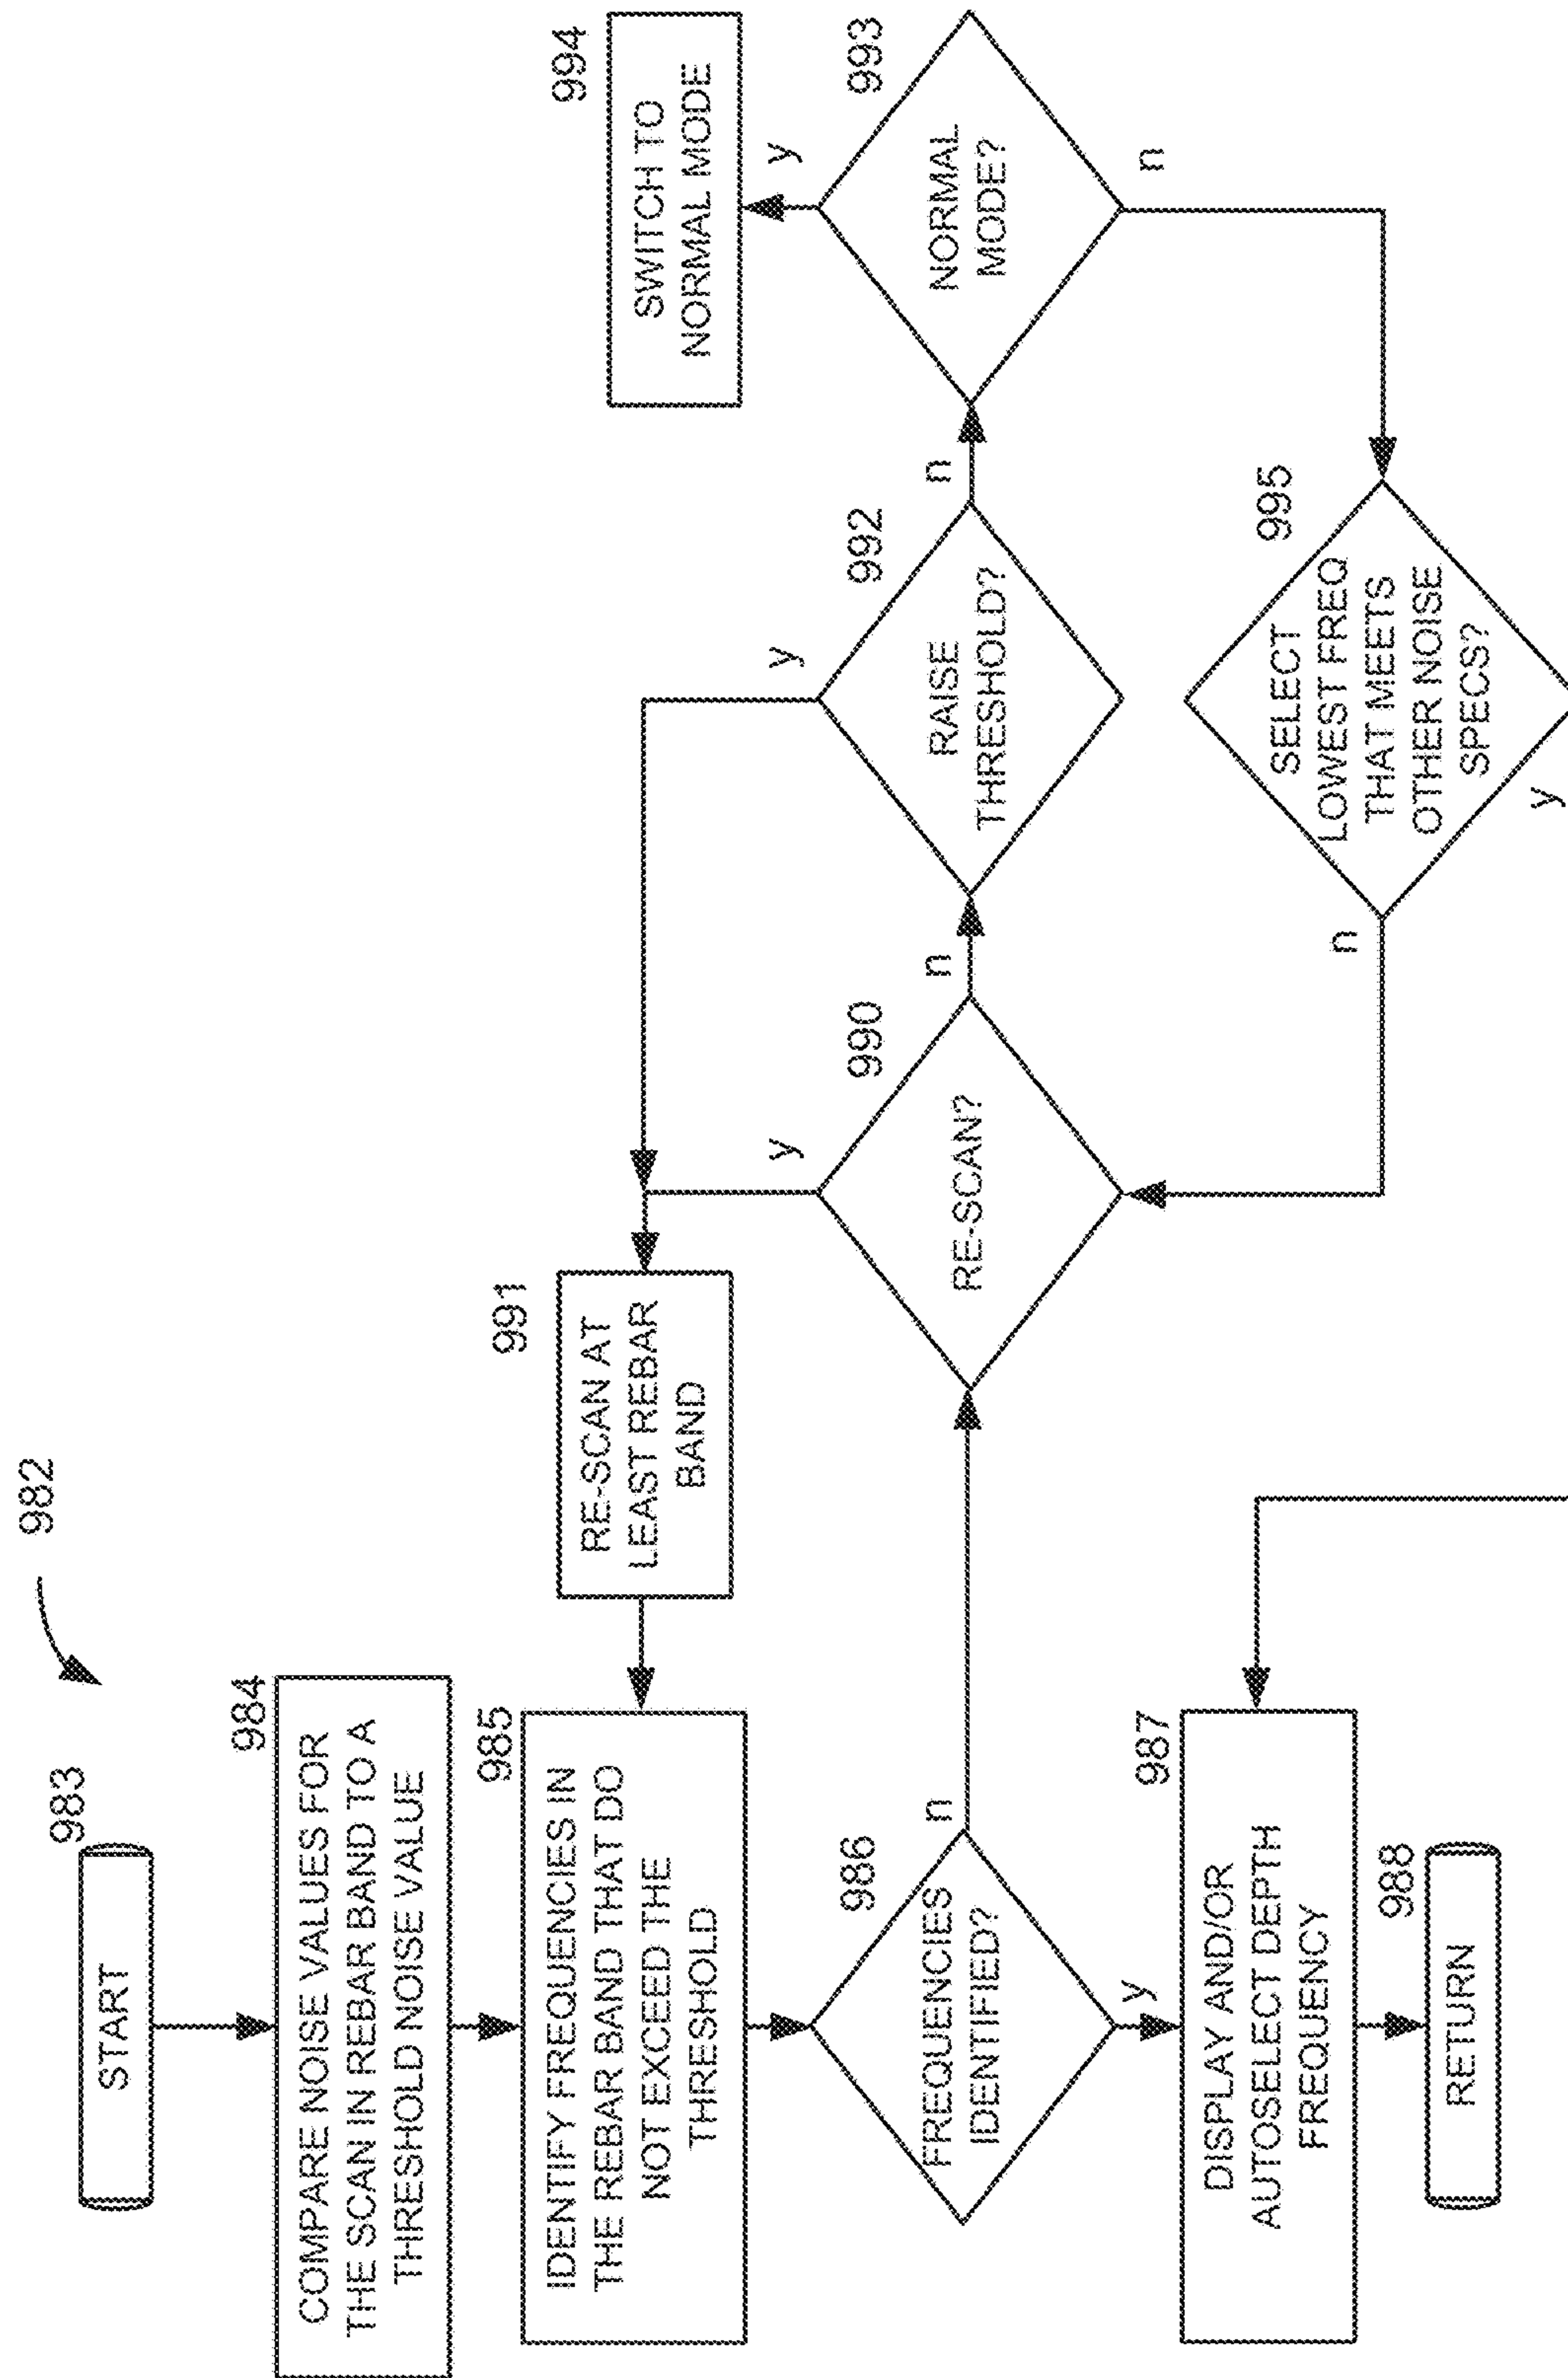 982
983
START
984
COMPARE NOISE VALUES FOR
THE SCAN IN REBAR BAND TO A
THRESHOLD NOISE VALUE
985
IDENTIFY FREQUENCIES IN
THE REBAR BAND THAT DO
NOT EXCEED THE
THRESHOLD
986
FREQUENCIES
IDENTIFIED?
n
y
987
DISPLAY AND/OR
AUTOSELECT DEPTH
FREQUENCY
988
RETURN
991
RE-SCAN AT
LEAST REBAR
BAND
990
RE-SCAN?
y
n
992
RAISE
THRESHOLD?
y
n
993
NORMAL
MODE?
y
n
994
SWITCH TO
NORMAL MODE
995
SELECT
LOWEST FREQ
THAT MEETS
OTHER NOISE
SPECS?
n
y